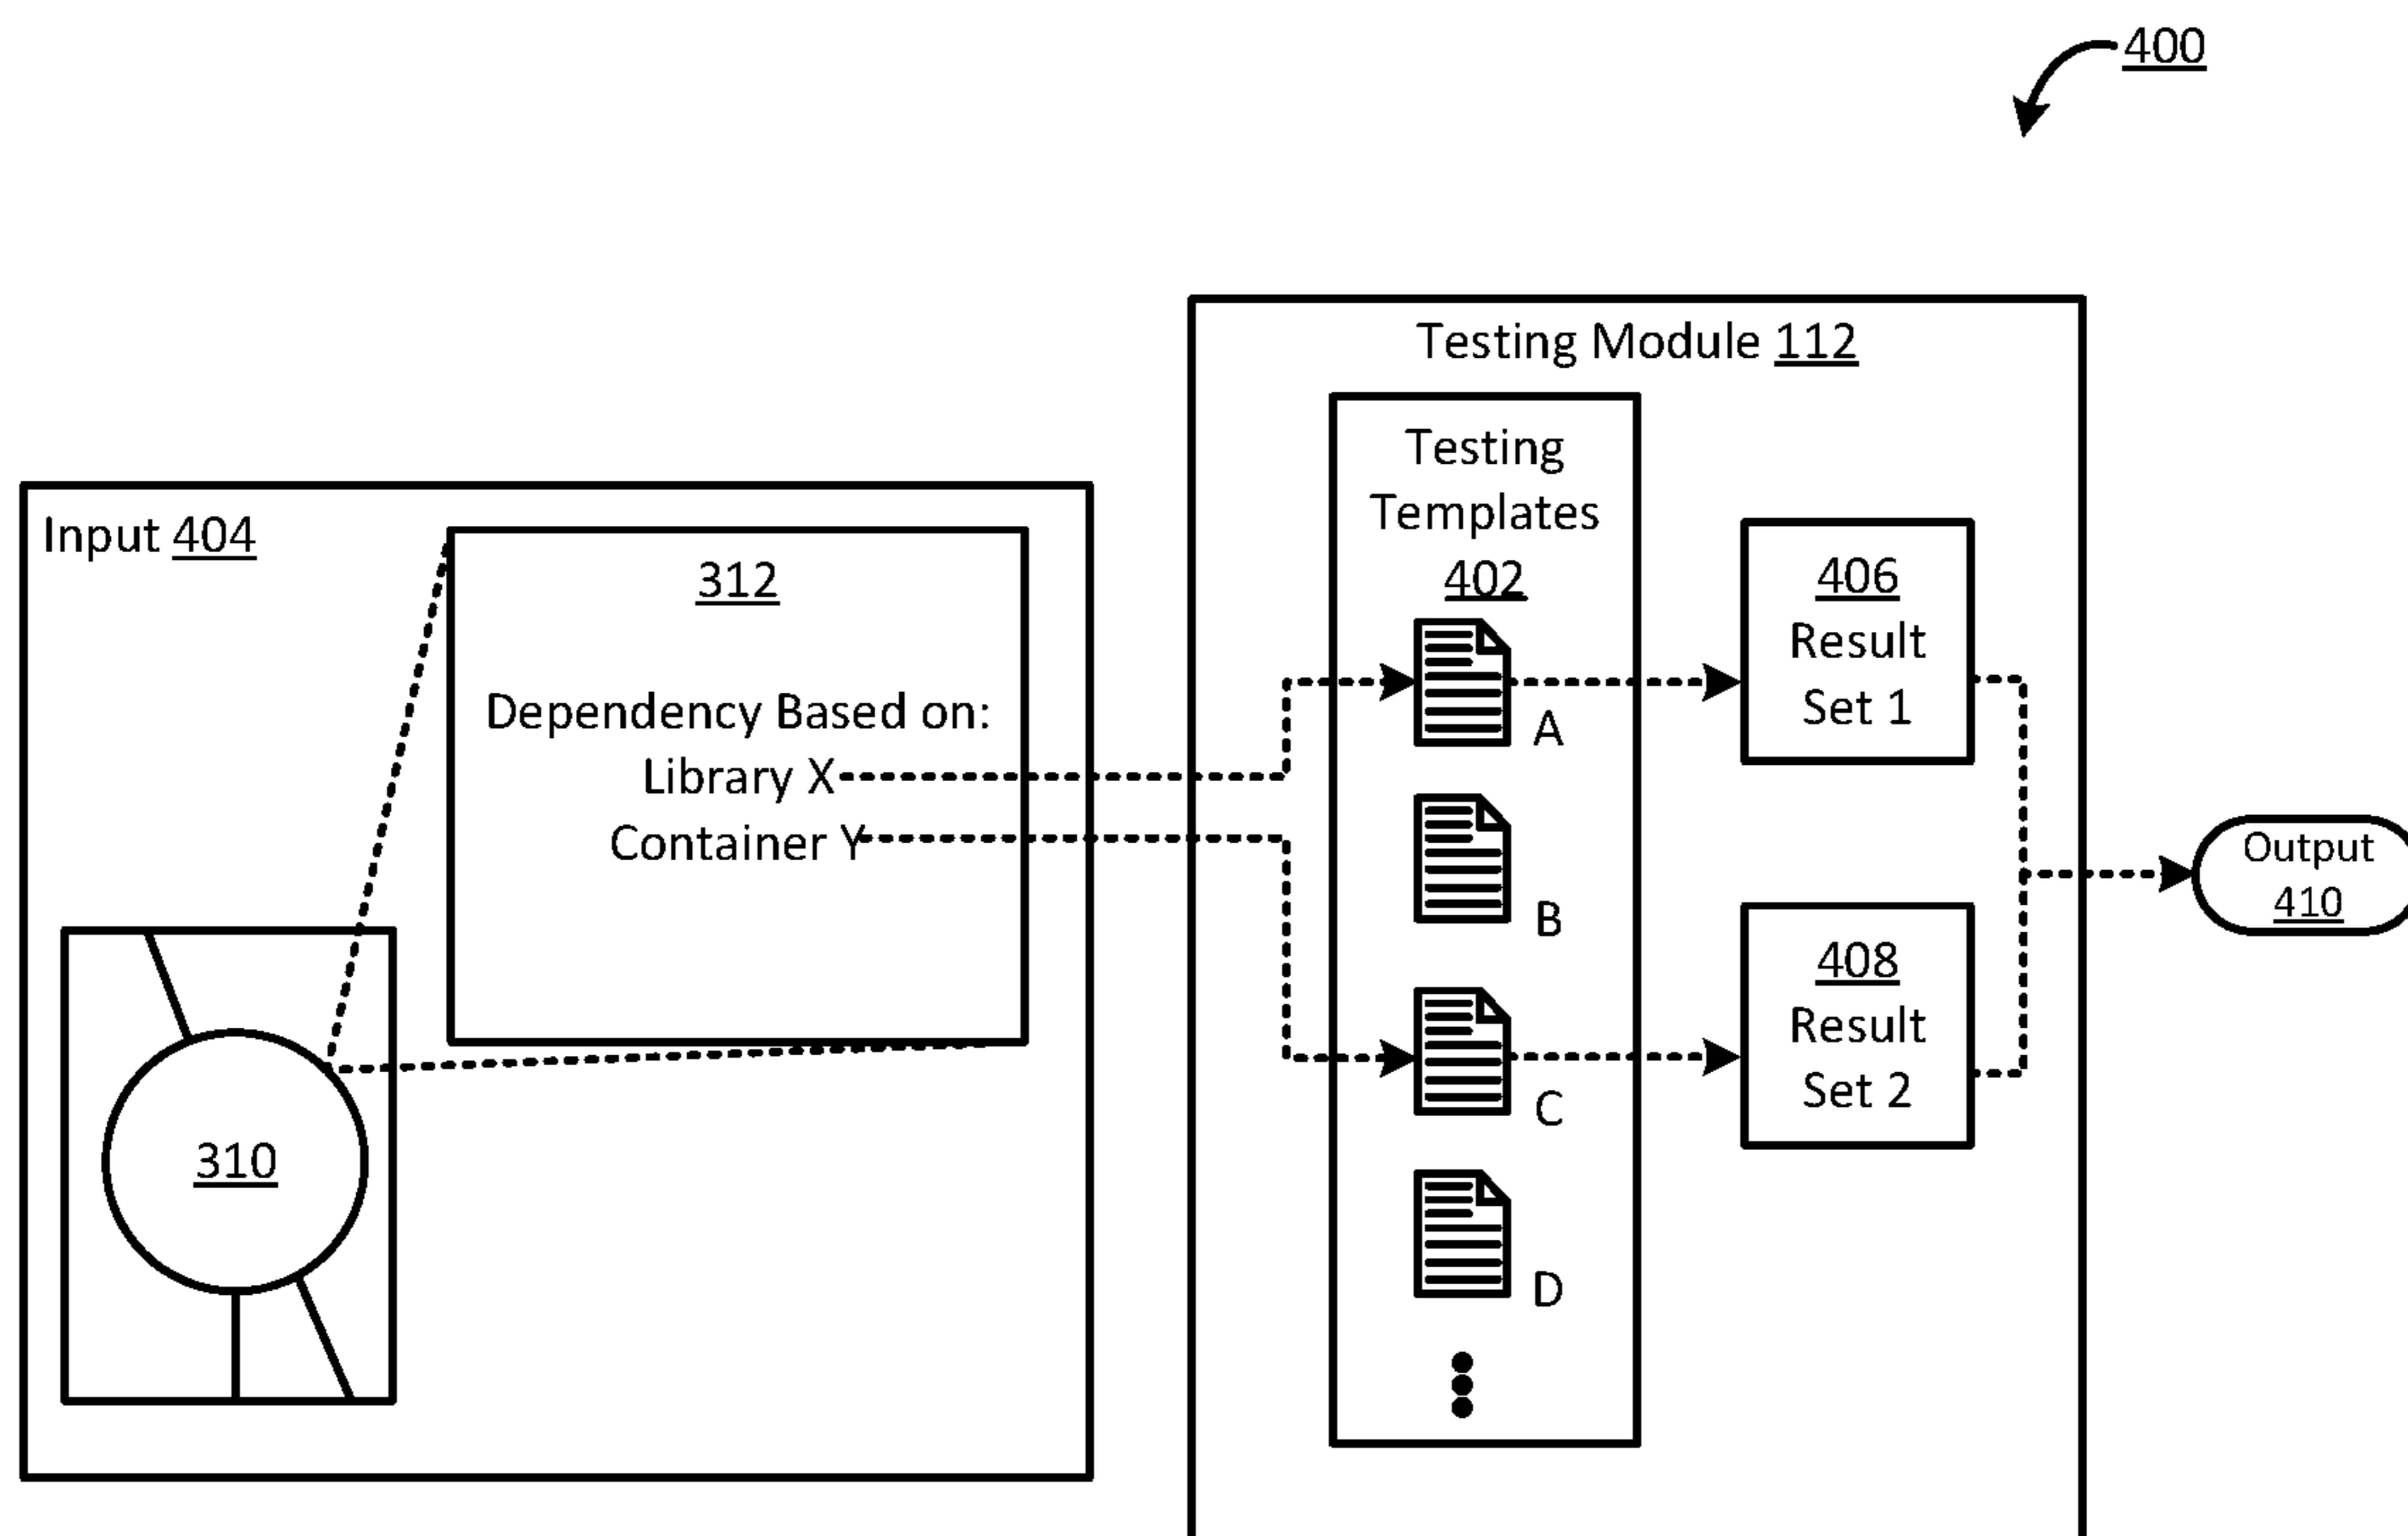 400
Input 404
312
Dependency Based on:
Library X
Container Y
310
Testing Module 112
Testing
Templates
402
A
B
C
D
406
Result
Set 1
408
Result
Set 2
Output
410